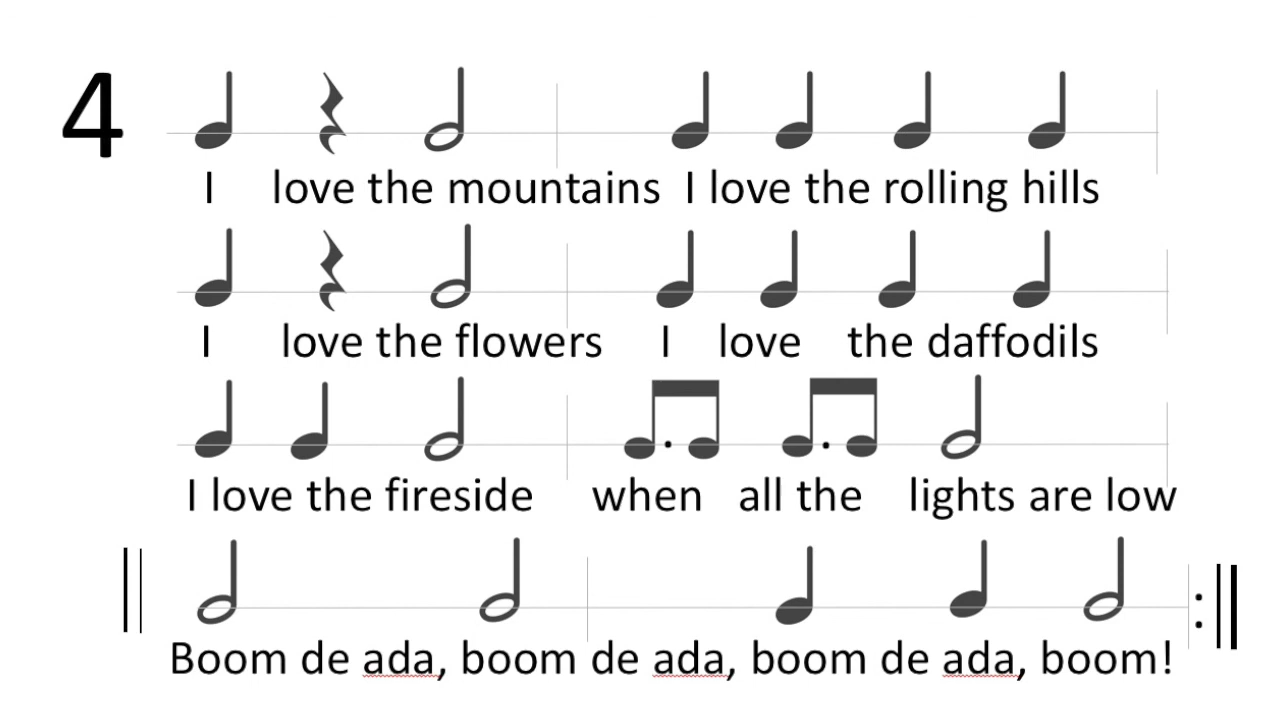 4
I love the mountains I love the rolling hills
I love the flowers I love the daffodils
I love the fireside when all the lights are low
Boom de ada, boom de ada, boom de ada, boom!